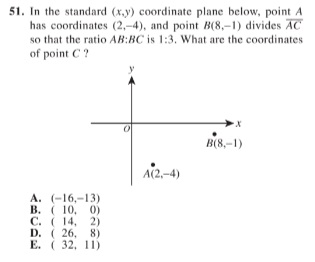 51. In the standard (x,y) coordinate plane below, point A
has coordinates (2,–4), and point B(8,–1) divides AC
so that the ratio AB:BC is 1:3. What are the coordinates
of point C ?
y
x
O
B(8,–1)
A(2,–4)
A. (–16,–13)
B. ( 10, 0)
C. ( 14, 2)
D. ( 26, 8)
E. ( 32, 11)